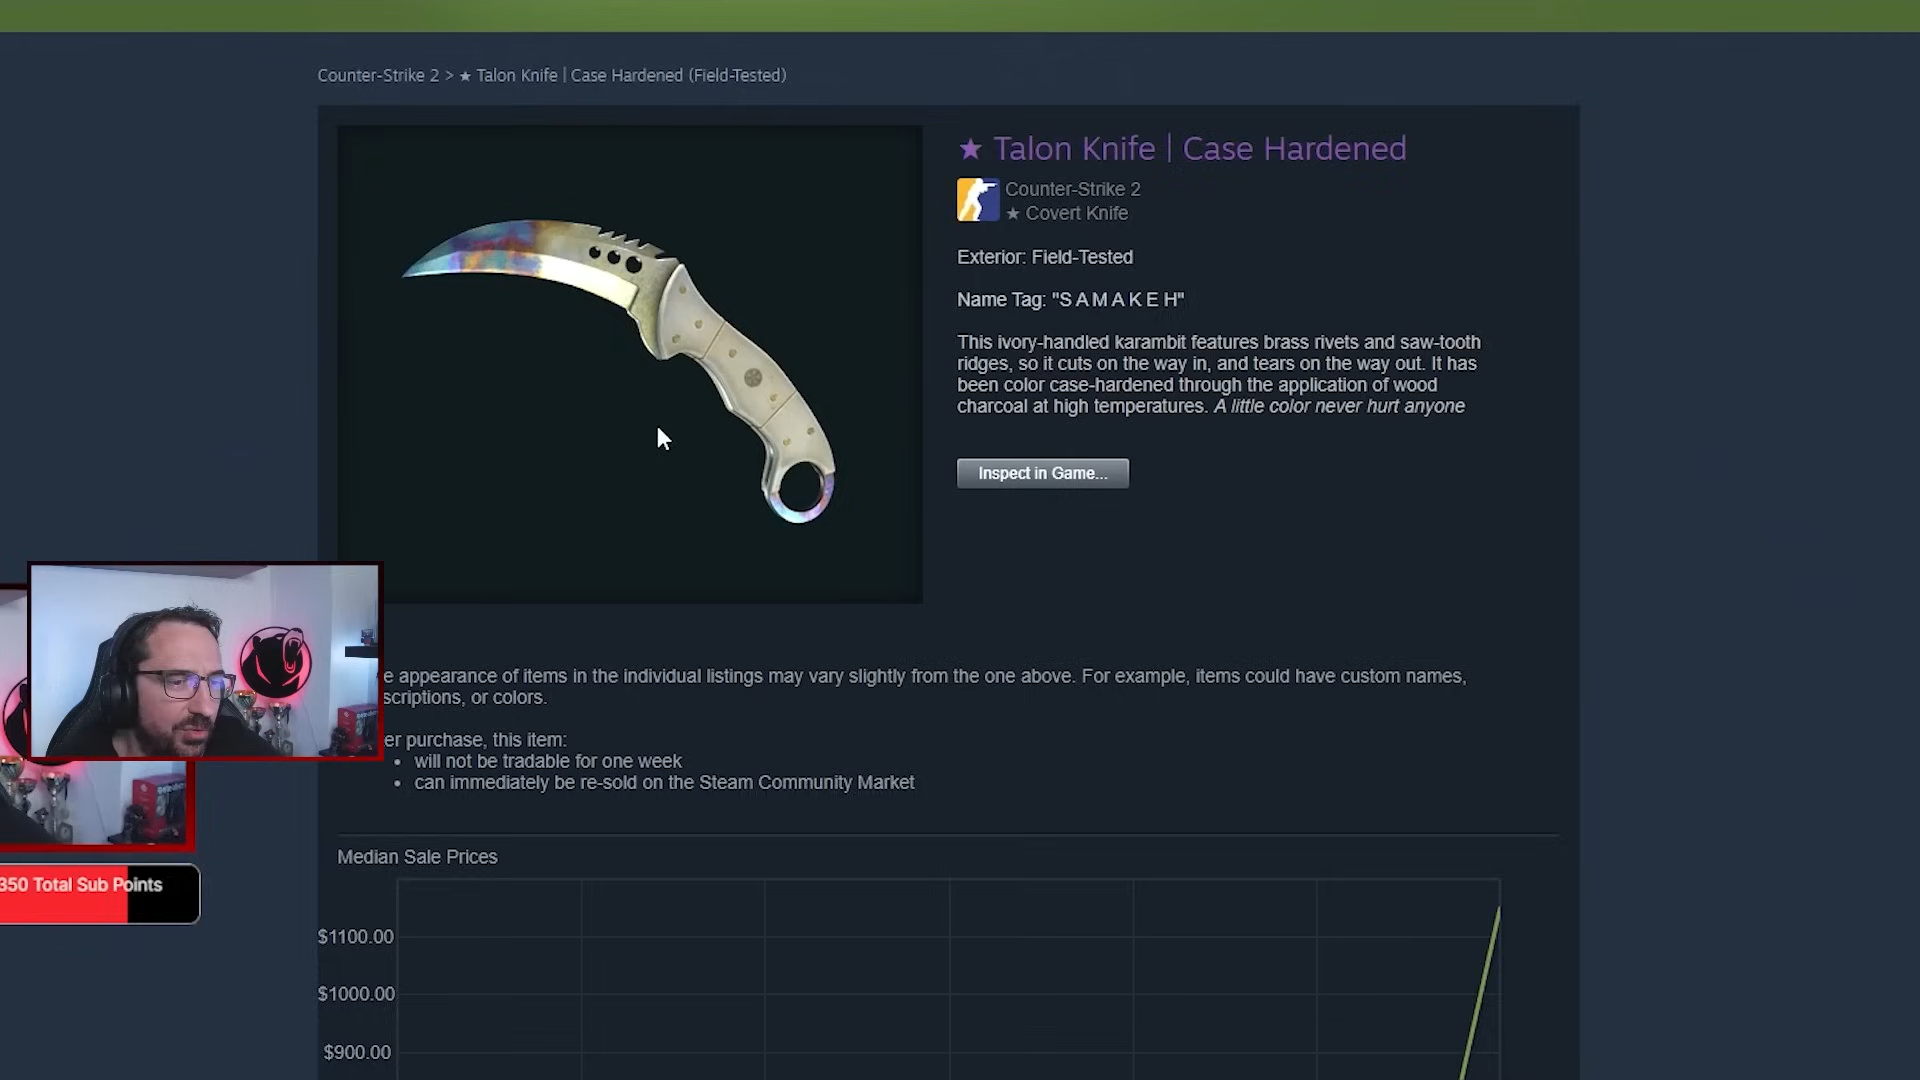 Counter-Strike 2 > ★ Talon Knife | Case Hardened (Field-Tested)
★ Talon Knife | Case Hardened
Counter-Strike 2
★ Covert Knife
Exterior: Field-Tested
Name Tag: "S A M A K E H"
This ivory-handled karambit features brass rivets and saw-tooth
ridges, so it cuts on the way in, and tears on the way out. It has
been color case-hardened through the application of wood
charcoal at high temperatures. A little color never hurt anyone
Inspect in Game...
e appearance of items in the individual listings may vary slightly from the one above. For example, items could have custom names,
scriptions, or colors.
er purchase, this item:
• will not be tradable for one week
• can immediately be re-sold on the Steam Community Market
Median Sale Prices
350 Total Sub Points
$1100.00
$1000.00
$900.00